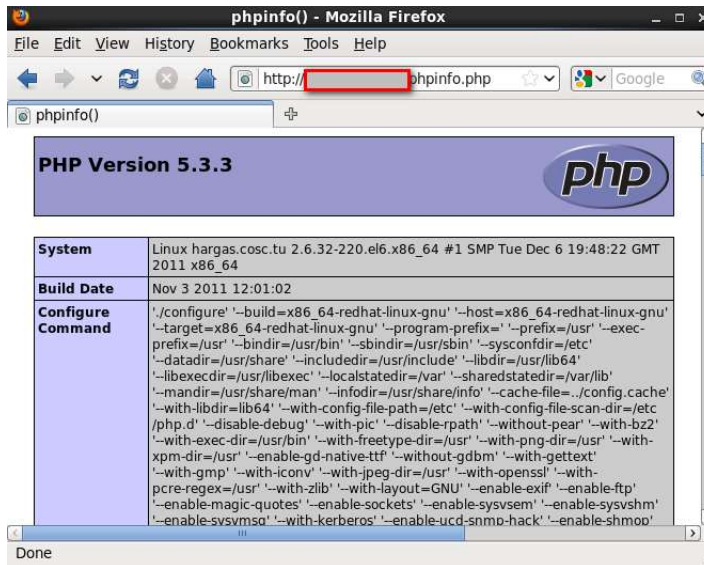 phpinfo() - Mozilla Firefox
File Edit View History Bookmarks Tools Help
http:// phpinfo.php Google
phpinfo()
PHP Version 5.3.3
php
System Linux hargas.cosc.tu 2.6.32-220.el6.x86_64 #1 SMP Tue Dec 6 19:48:22 GMT
2011 x86_64
Build Date Nov 3 2011 12:01:02
Configure './configure' '--build=x86_64-redhat-linux-gnu' '--host=x86_64-redhat-linux-gnu'
Command '--target=x86_64-redhat-linux-gnu' '--program-prefix=' '--prefix=/usr' '--exec-
prefix=/usr' '--bindir=/usr/bin' '--sbindir=/usr/sbin' '--sysconfdir=/etc'
'--datadir=/usr/share' '--includedir=/usr/include' '--libdir=/usr/lib64'
'--libexecdir=/usr/libexec' '--localstatedir=/var' '--sharedstatedir=/var/lib'
'--mandir=/usr/share/man' '--infodir=/usr/share/info' '--cache-file=../config.cache'
'--with-libdir=lib64' '--with-config-file-path=/etc' '--with-config-file-scan-dir=/etc
/php.d' '--disable-debug' '--with-pic' '--disable-rpath' '--without-pear' '--with-bz2'
'--with-exec-dir=/usr/bin' '--with-freetype-dir=/usr' '--with-png-dir=/usr' '--with-
xpm-dir=/usr' '--enable-gd-native-ttf' '--without-gdbm' '--with-gettext'
'--with-gmp' '--with-iconv' '--with-jpeg-dir=/usr' '--with-openssl' '--with-
pcre-regex=/usr' '--with-zlib' '--with-layout=GNU' '--enable-exif' '--enable-ftp'
'--enable-magic-quotes' '--enable-sockets' '--enable-sysvsem' '--enable-sysvshm'
'--enable-sysvmsg' '--with-kerberos' '--enable-ucd-snmp-hack' '--enable-shmop'
Done